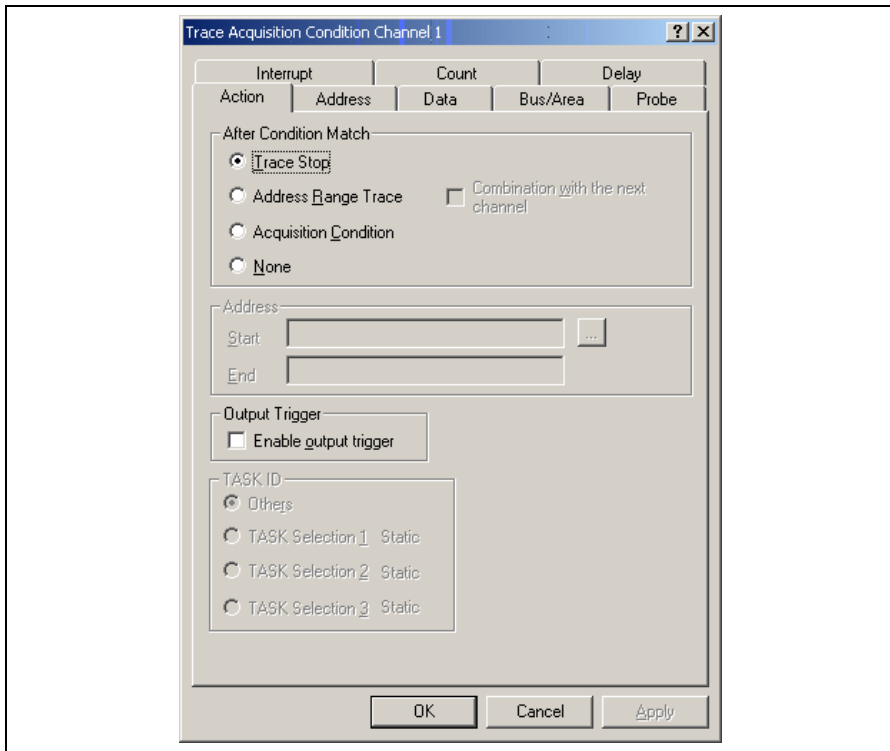 Trace Acquisition Condition Channel 1
Interrupt Count Delay
Action Address Data Bus/Area Probe
After Condition Match
Trace Stop
Address Range Trace
Combination with the next
channel
Acquisition Condition
None
Address
Start ...
End
Output Trigger
Enable output trigger
TASK ID
Others
TASK Selection 1 Static
TASK Selection 2 Static
TASK Selection 3 Static
OK Cancel Apply